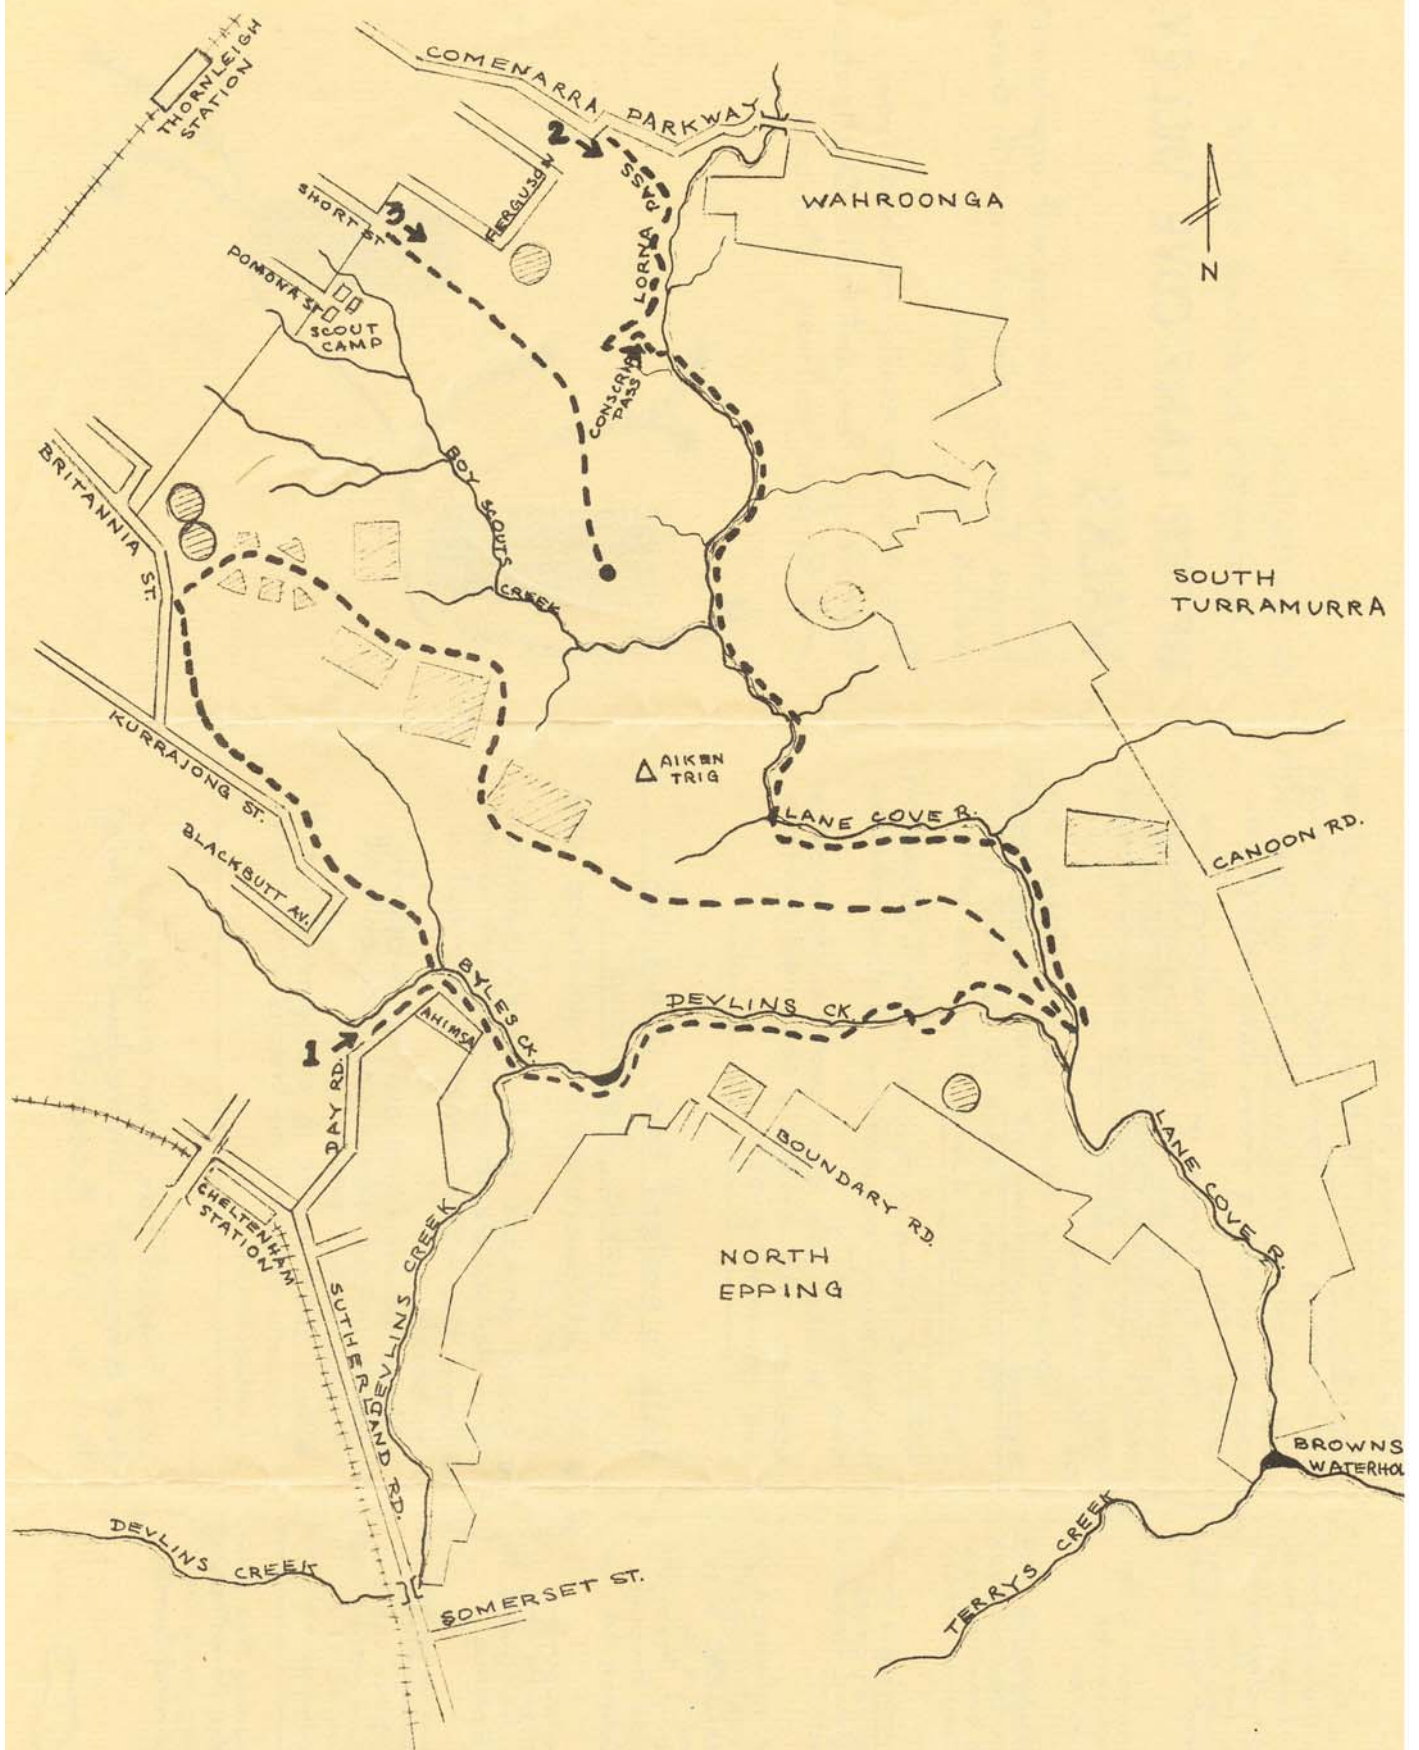 THORNLEIGH
STATION
COMENARRA PARKWAY
2
WAHROONGA
LORNA PASS
FERGUSON
SHORT ST
3
POMONA ST
SCOUT
CAMP
N
PASS
BRITANNIA ST.
BOY SCOUTS CREEK
SOUTH
TURRAMURRA
KURRAJONG ST.
AIKEN
TRIG
LANE COVE R.
CANOON RD.
BLACKBUTT AV.
BYLES CK.
DEVLINS CK.
AHIMSA
1
DAY RD.
BOUNDARY RD.
LANE COVE R.
CHELTENHAM
STATION
DEVLINS CREEK
NORTH
EPPING
SUTHERLAND RD.
BROWNS
DEVLINS CREEK
SOMERSET ST.
TERRYS CREEK